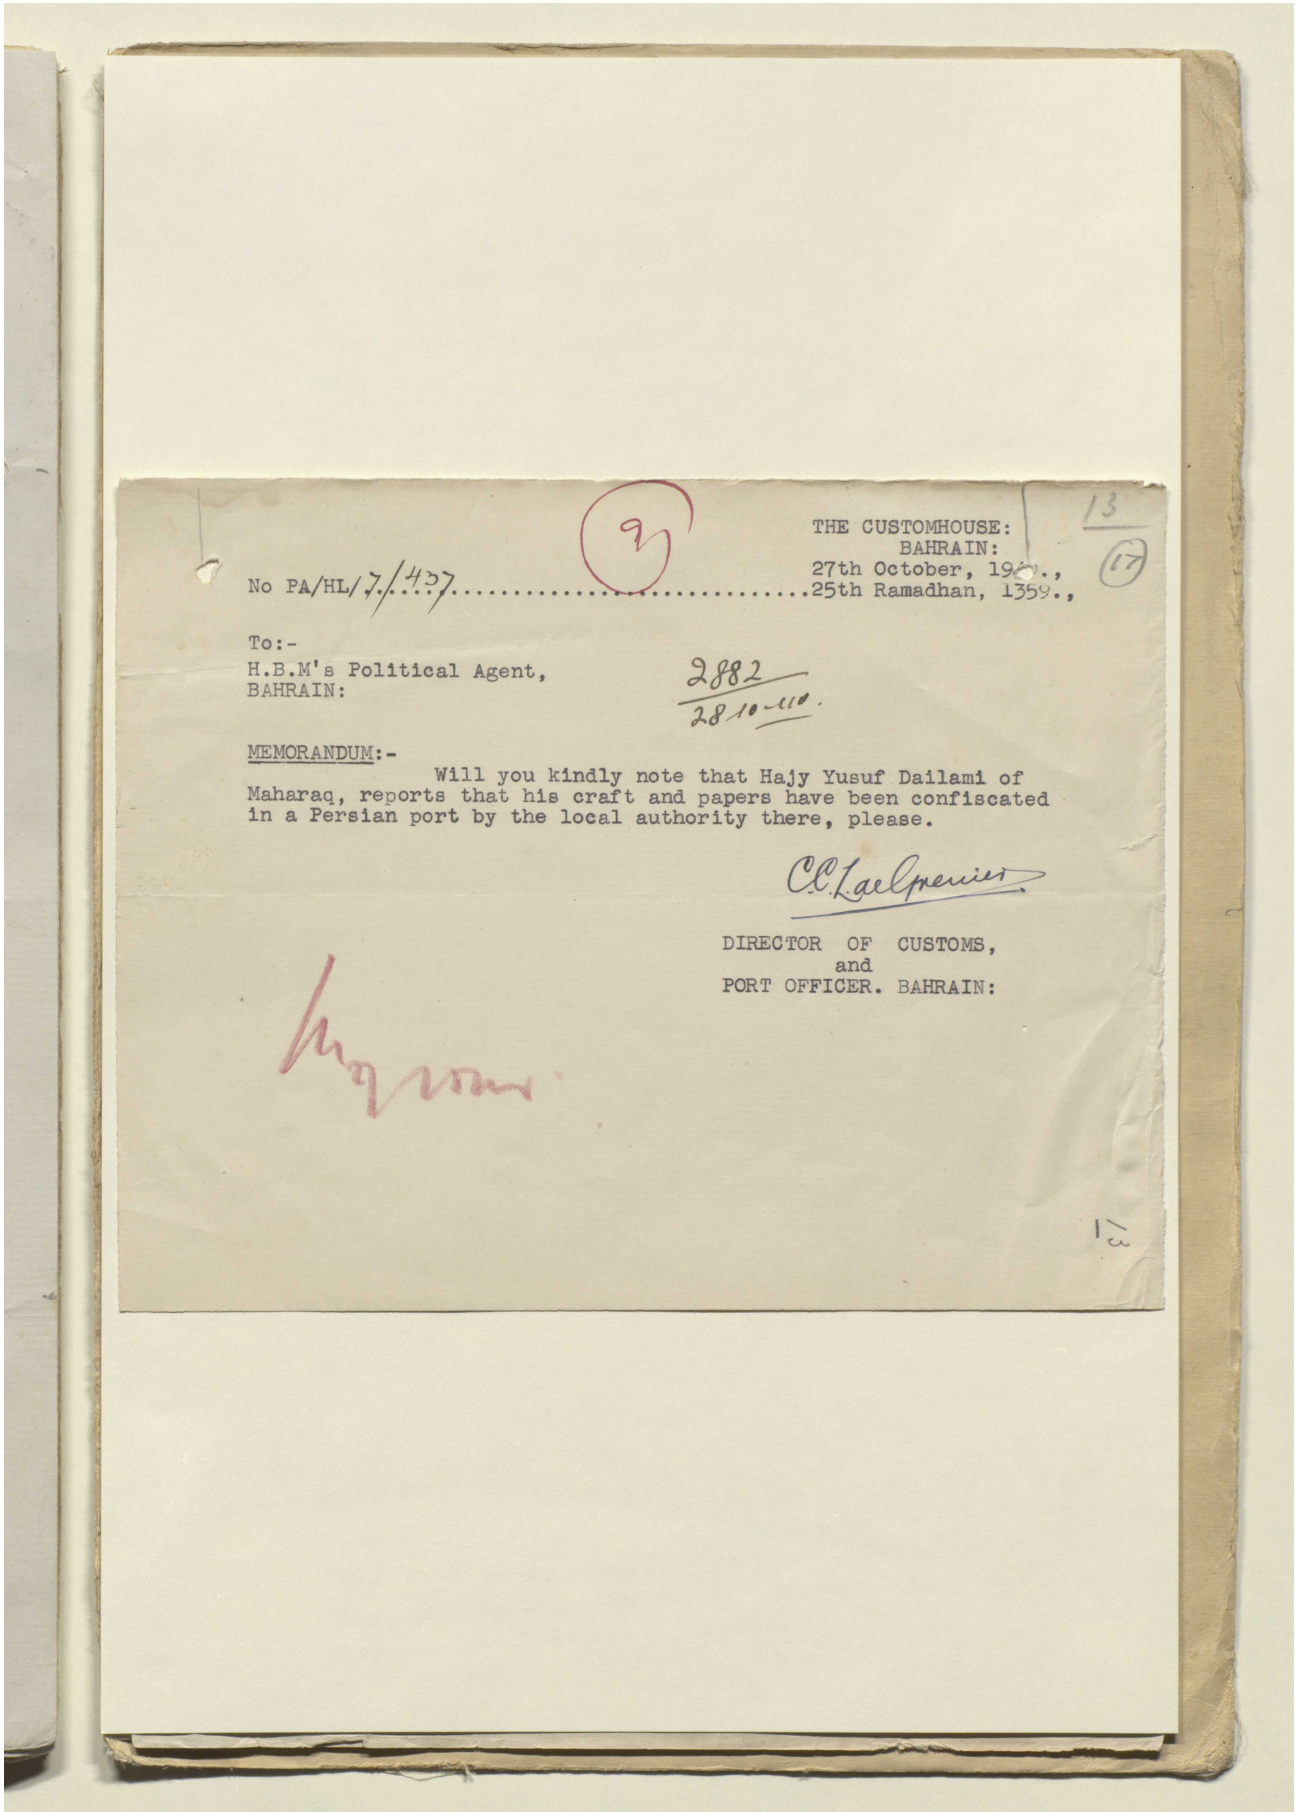 13
17
9
THE CUSTOMHOUSE:
BAHRAIN:
27th October, 19
No PA/HL/7/437 25th Ramadhan, 1359.,
To:-
H.B.M's Political Agent,
BAHRAIN:
2882
28 10-40.
MEMORANDUM:-
Will you kindly note that Hajy Yusuf Dailami of
Maharaq, reports that his craft and papers have been confiscated
in a Persian port by the local authority there, please.
DIRECTOR OF CUSTOMS,
and
PORT OFFICER. BAHRAIN: